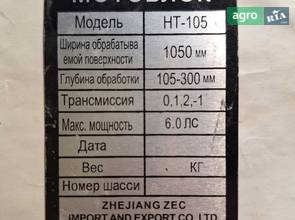 agro RIA
МОТОБЛОК
Модель HT-105
Ширина обрабатыва
емой поверхности 1050 мм
Глубина обработки 105-300 мм
Трансмиссия 0,1,2,-1
Макс. мощность 6.0 ЛС
Дата
Вес КГ
Номер шасси
ZHEJIANG ZEC
IMPORT AND EXPORT CO. LTD